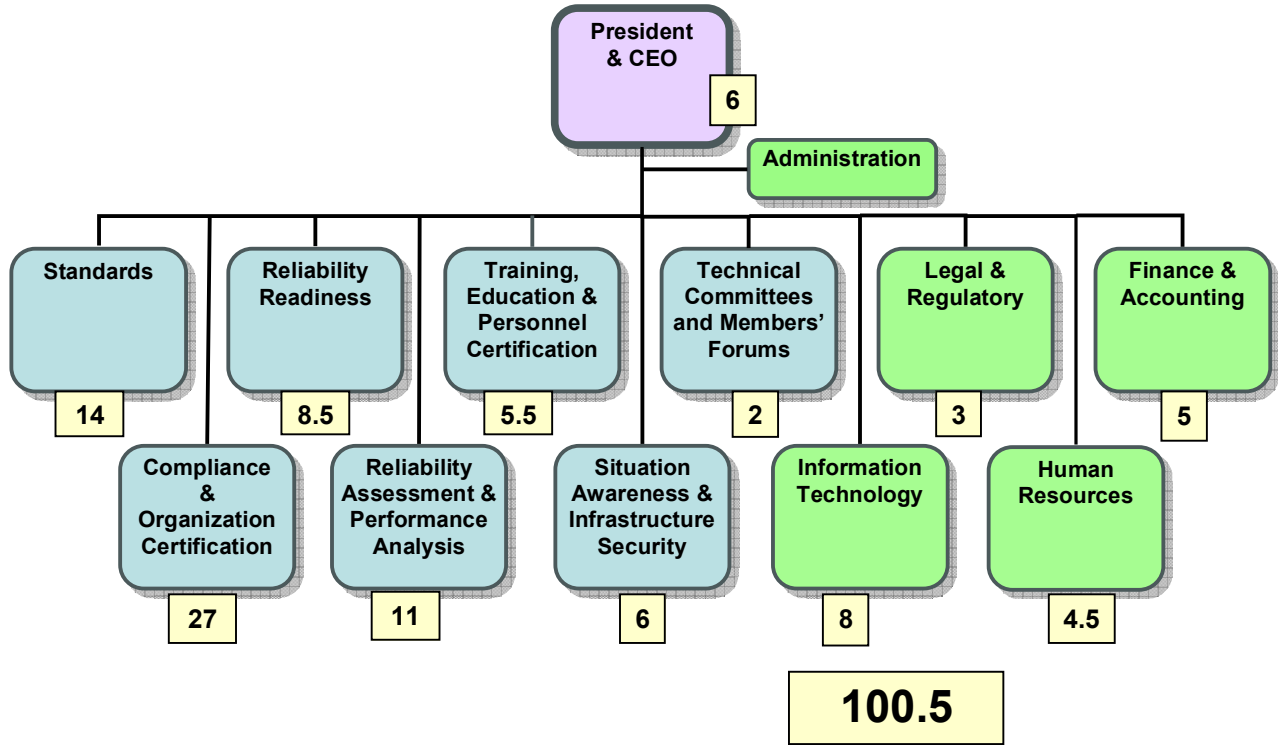 President
& CEO
6
Administration
Standards
14
Reliability
Readiness
8.5
Training,
Education &
Personnel
Certification
5.5
Technical
Committees
and Members’
Forums
2
Legal &
Regulatory
3
Finance &
Accounting
5
Compliance
&
Organization
Certification
27
Reliability
Assessment &
Performance
Analysis
11
Situation
Awareness &
Infrastructure
Security
6
Information
Technology
8
Human
Resources
4.5
100.5